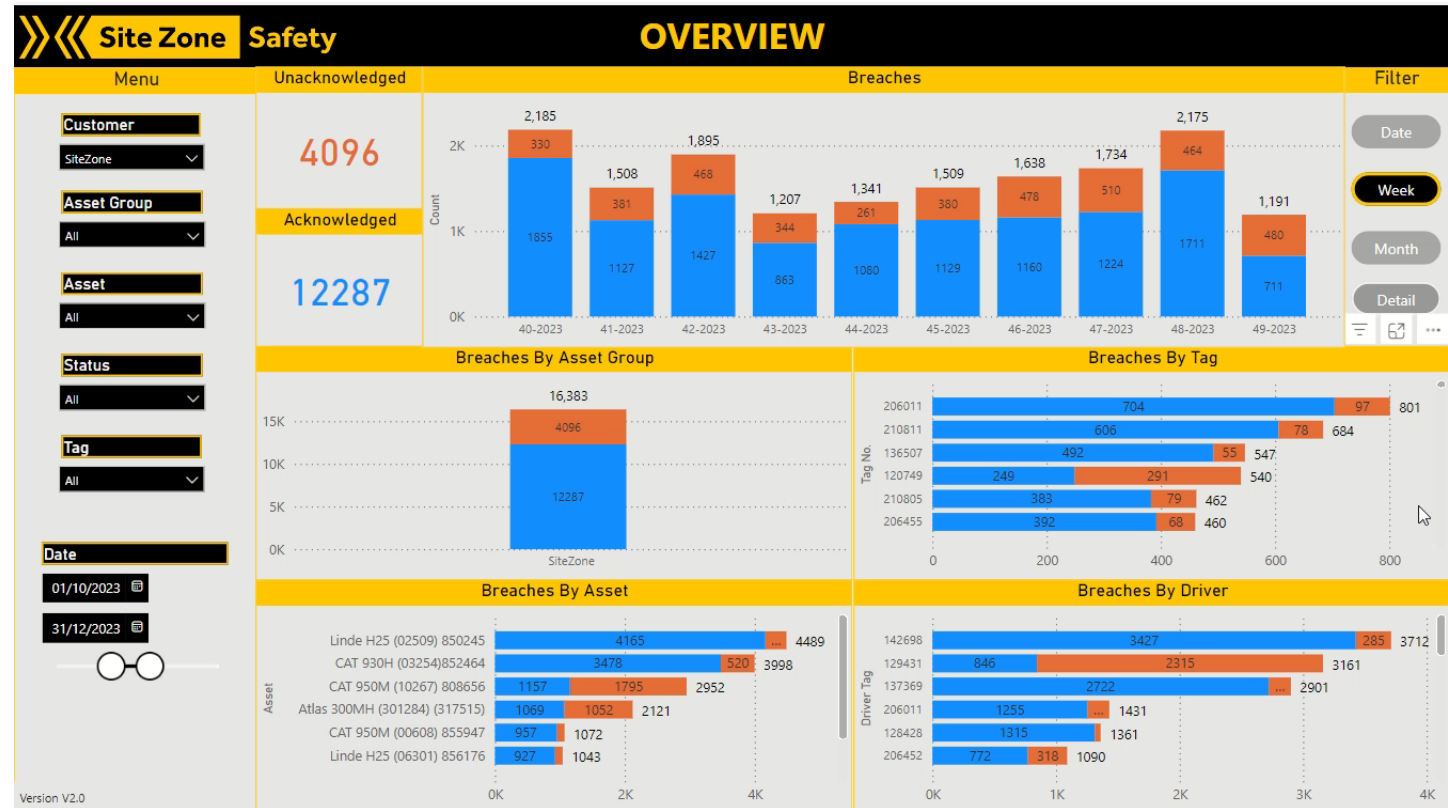 Site Zone Safety
OVERVIEW
Menu
Customer
SiteZone
Asset Group
All
Asset
All
Status
All
Tag
All
Date
01/10/2023
31/12/2023
Version V2.0
Unacknowledged
4096
Acknowledged
12287
Breaches
Count
2K
1K
0K
2,185
1,508
1,895
1,207
1,341
1,509
1,638
1,734
2,175
1,191
330
381
468
344
261
380
478
510
464
480
1855
1127
1427
863
1080
1129
1160
1224
1711
711
40-2023
41-2023
42-2023
43-2023
44-2023
45-2023
46-2023
47-2023
48-2023
49-2023
Filter
Date
Week
Month
Detail
Breaches By Asset Group
15K
10K
5K
0K
16,383
4096
12287
SiteZone
Breaches By Tag
Tag No.
206011 704 97 801
210811 606 78 684
136507 492 55 547
120749 249 291 540
210805 383 79 462
206455 392 68 460
0 200 400 600 800
Breaches By Asset
Asset
0K 2K 4K
Linde H25 (02509) 850245 4165 ... 4489
CAT 930H (03254)852464 3478 520 3998
CAT 950M (10267) 808656 1157 1795 2952
Atlas 300MH (301284) (317515) 1069 1052 2121
CAT 950M (00608) 855947 957 1072
Linde H25 (06301) 856176 927 1043
0K 2K 4K
Breaches By Driver
Driver Tag
142698 3427 285 3712
129431 846 2315 3161
137369 2722 ... 2901
206011 1255 ... 1431
128428 1315 1361
206452 772 318 1090
0K 1K 2K 3K 4K